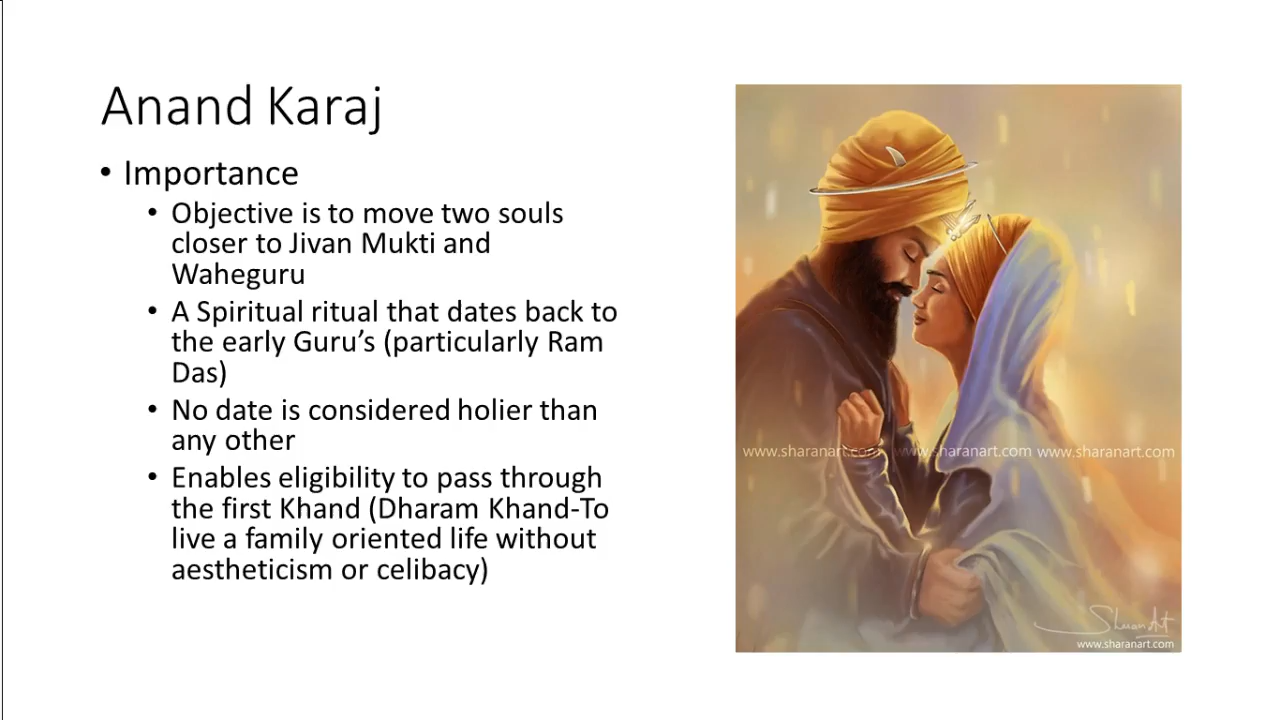 Anand Karaj
• Importance
• Objective is to move two souls
closer to Jivan Mukti and
Waheguru
• A Spiritual ritual that dates back to
the early Guru’s (particularly Ram
Das)
• No date is considered holier than
any other
• Enables eligibility to pass through
the first Khand (Dharam Khand-To
live a family oriented life without
aestheticism or celibacy)
www.sharanart.com www.sharanart.com www.sharanart.com
Sharan Art
www.sharanart.com